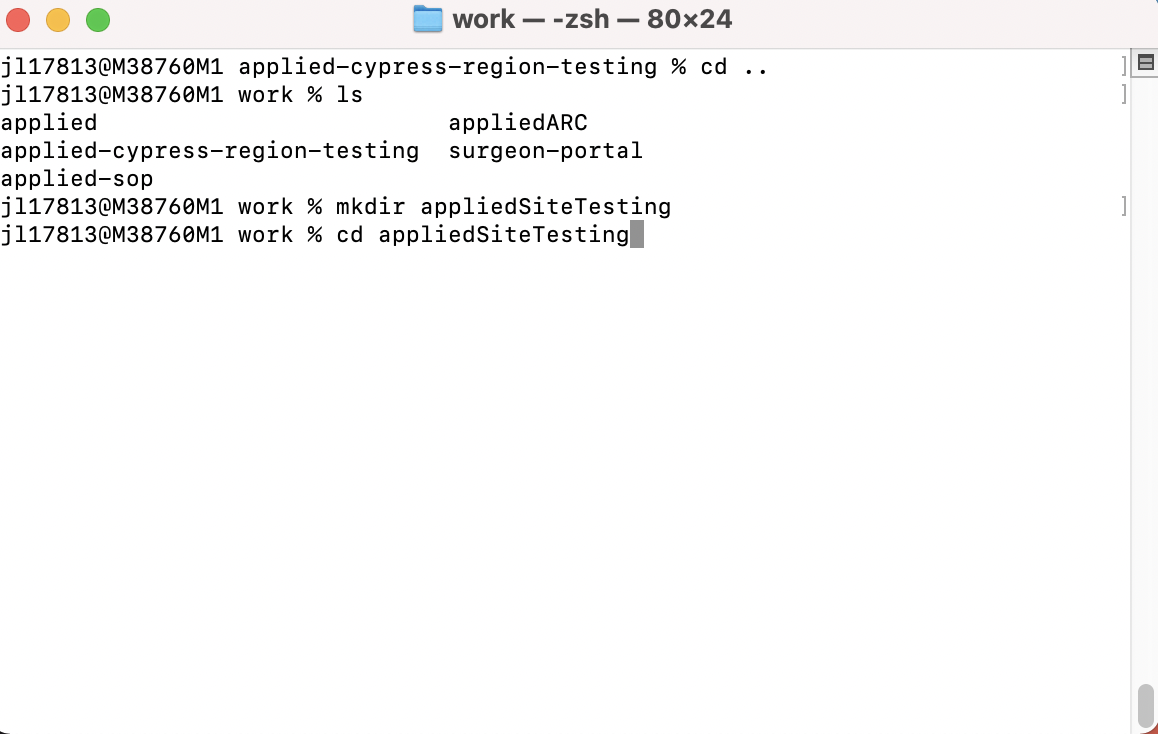 work — -zsh — 80×24
jl17813@M38760M1 applied-cypress-region-testing % cd ..
jl17813@M38760M1 work % ls
applied                         appliedARC
applied-cypress-region-testing  surgeon-portal
applied-sop
jl17813@M38760M1 work % mkdir appliedSiteTesting
jl17813@M38760M1 work % cd appliedSiteTesting